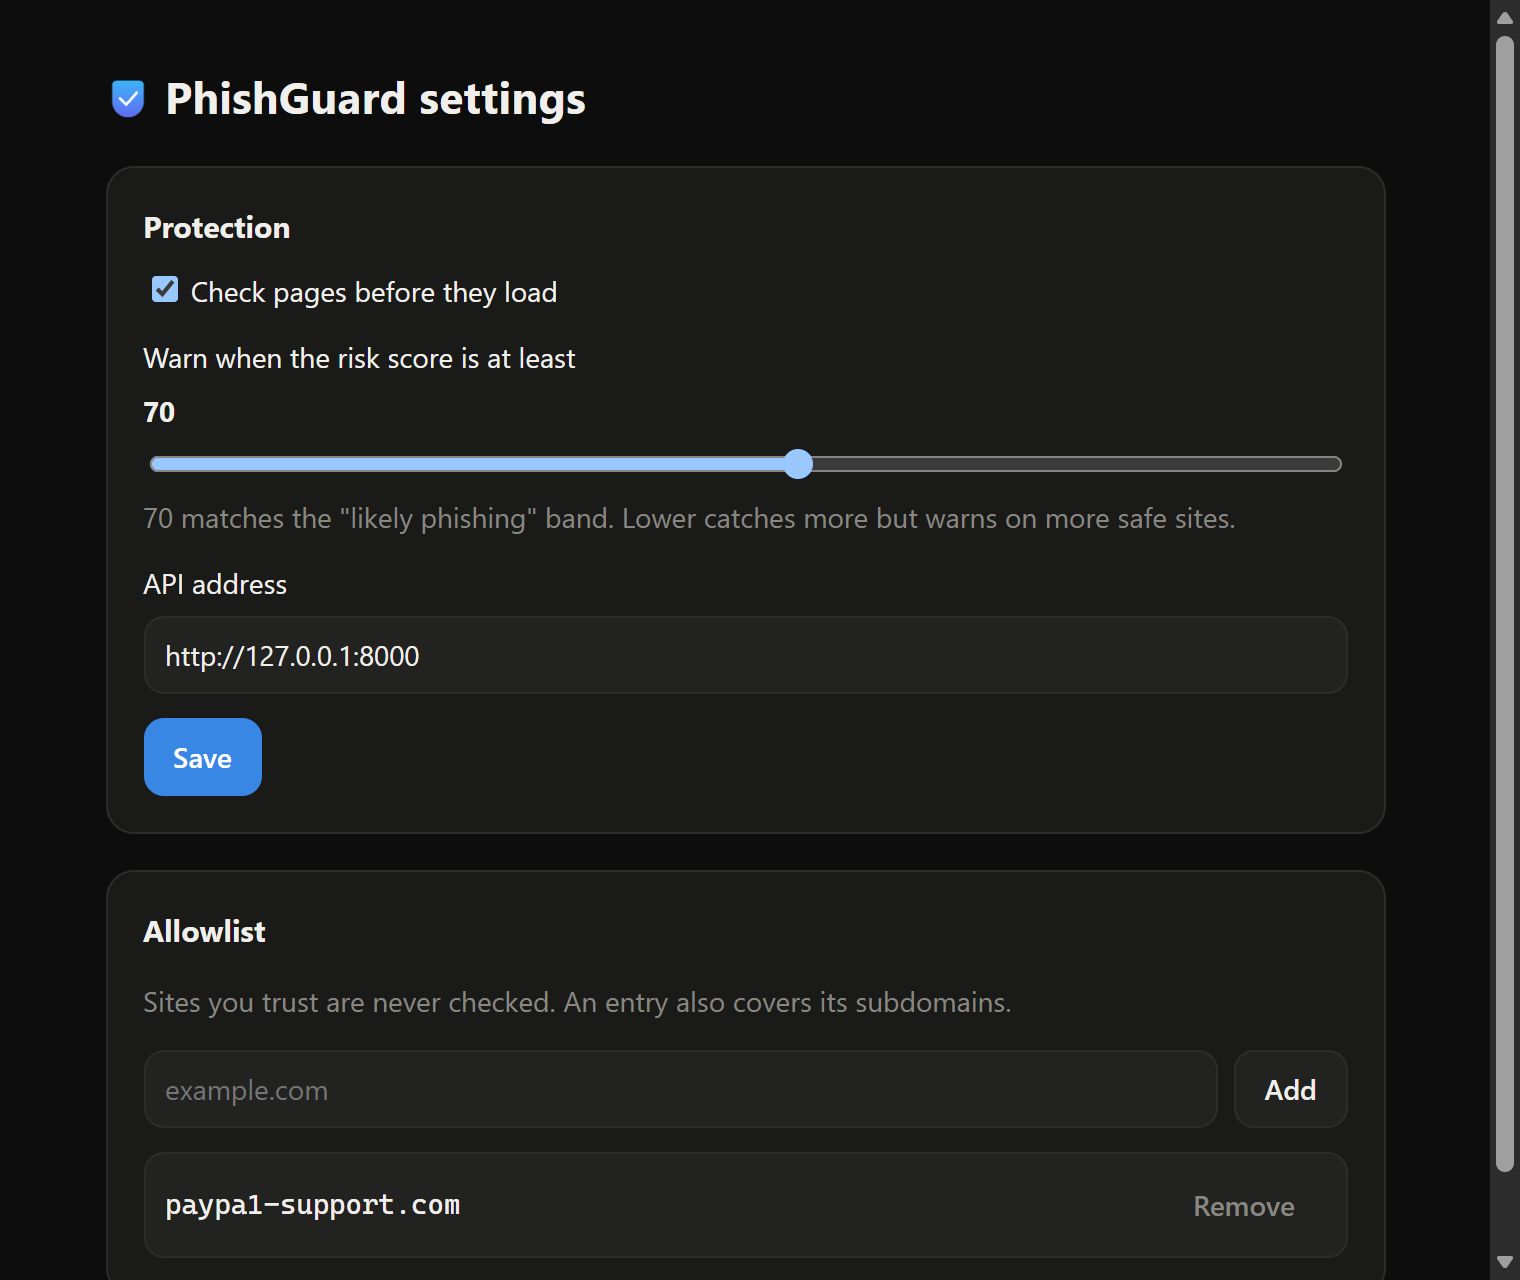 PhishGuard settings
Protection
Check pages before they load
Warn when the risk score is at least
70
70 matches the "likely phishing" band. Lower catches more but warns on more safe sites.
API address
http://127.0.0.1:8000
Save
Allowlist
Sites you trust are never checked. An entry also covers its subdomains.
example.com
Add
paypa1-support.com
Remove